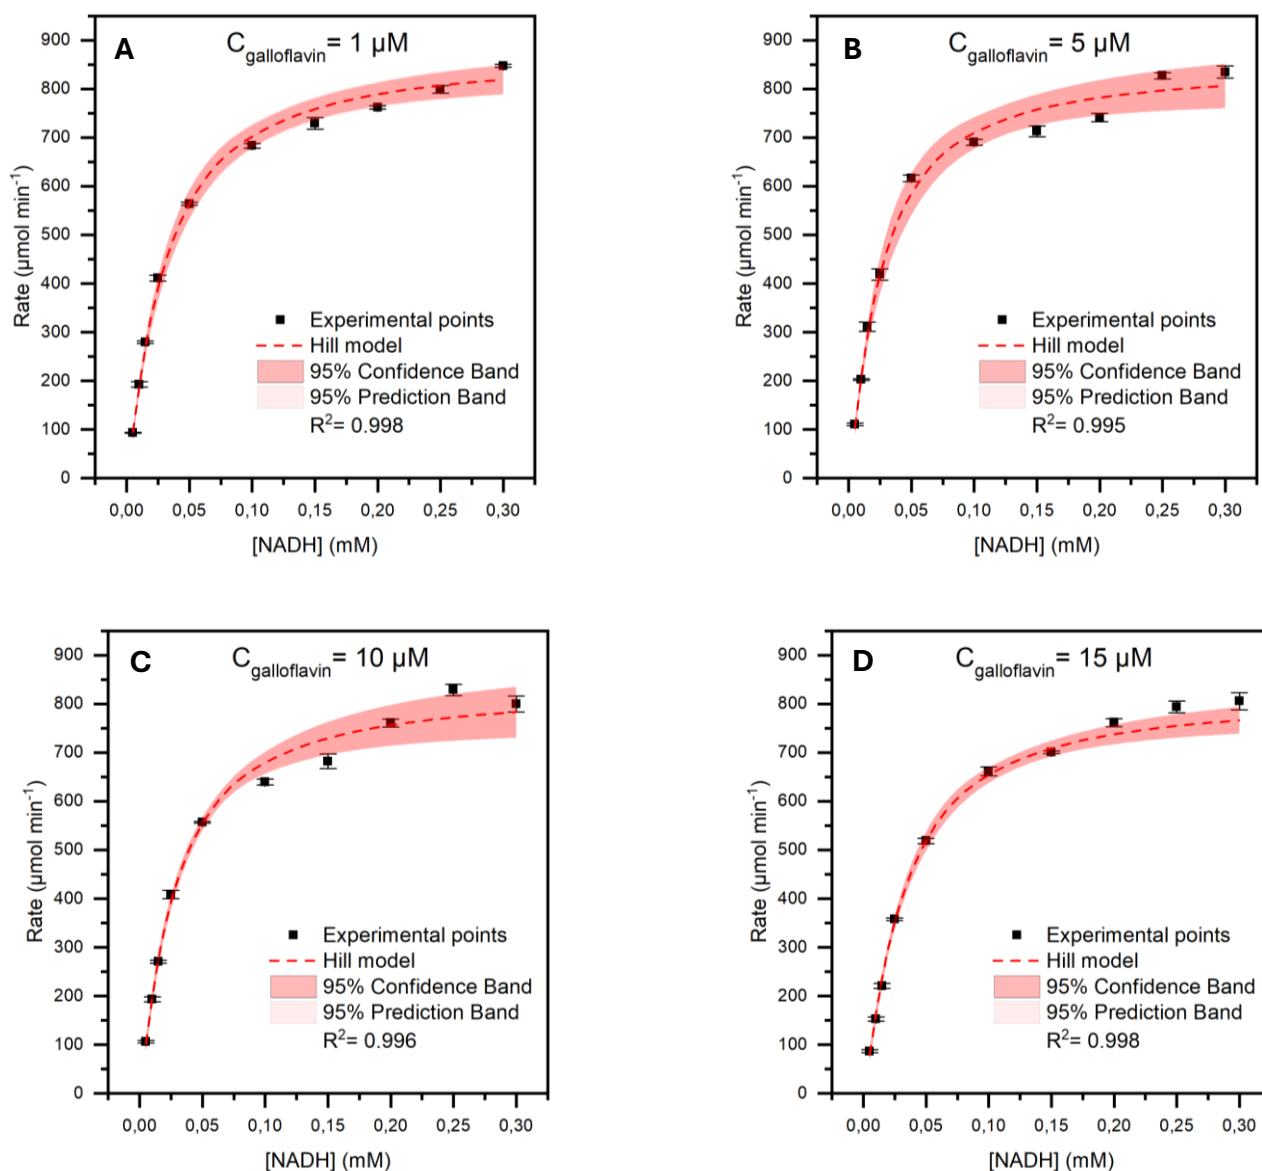 A
C galloflavin = 1 µM
900
800
700
600
500
400
300
200
100
0
Rate (µmol min⁻¹)
Experimental points
Hill model
95% Confidence Band
95% Prediction Band
R²= 0.998
0,00 0,05 0,10 0,15 0,20 0,25 0,30
[NADH] (mM)
B
C galloflavin = 5 µM
900
800
700
600
500
400
300
200
100
0
Rate (µmol min⁻¹)
Experimental points
Hill model
95% Confidence Band
95% Prediction Band
R²= 0.995
0,00 0,05 0,10 0,15 0,20 0,25 0,30
[NADH] (mM)
C
C galloflavin = 10 µM
900
800
700
600
500
400
300
200
100
0
Rate (µmol min⁻¹)
Experimental points
Hill model
95% Confidence Band
95% Prediction Band
R²= 0.996
0,00 0,05 0,10 0,15 0,20 0,25 0,30
[NADH] (mM)
D
C galloflavin = 15 µM
900
800
700
600
500
400
300
200
100
0
Rate (µmol min⁻¹)
Experimental points
Hill model
95% Confidence Band
95% Prediction Band
R²= 0.998
0,00 0,05 0,10 0,15 0,20 0,25 0,30
[NADH] (mM)